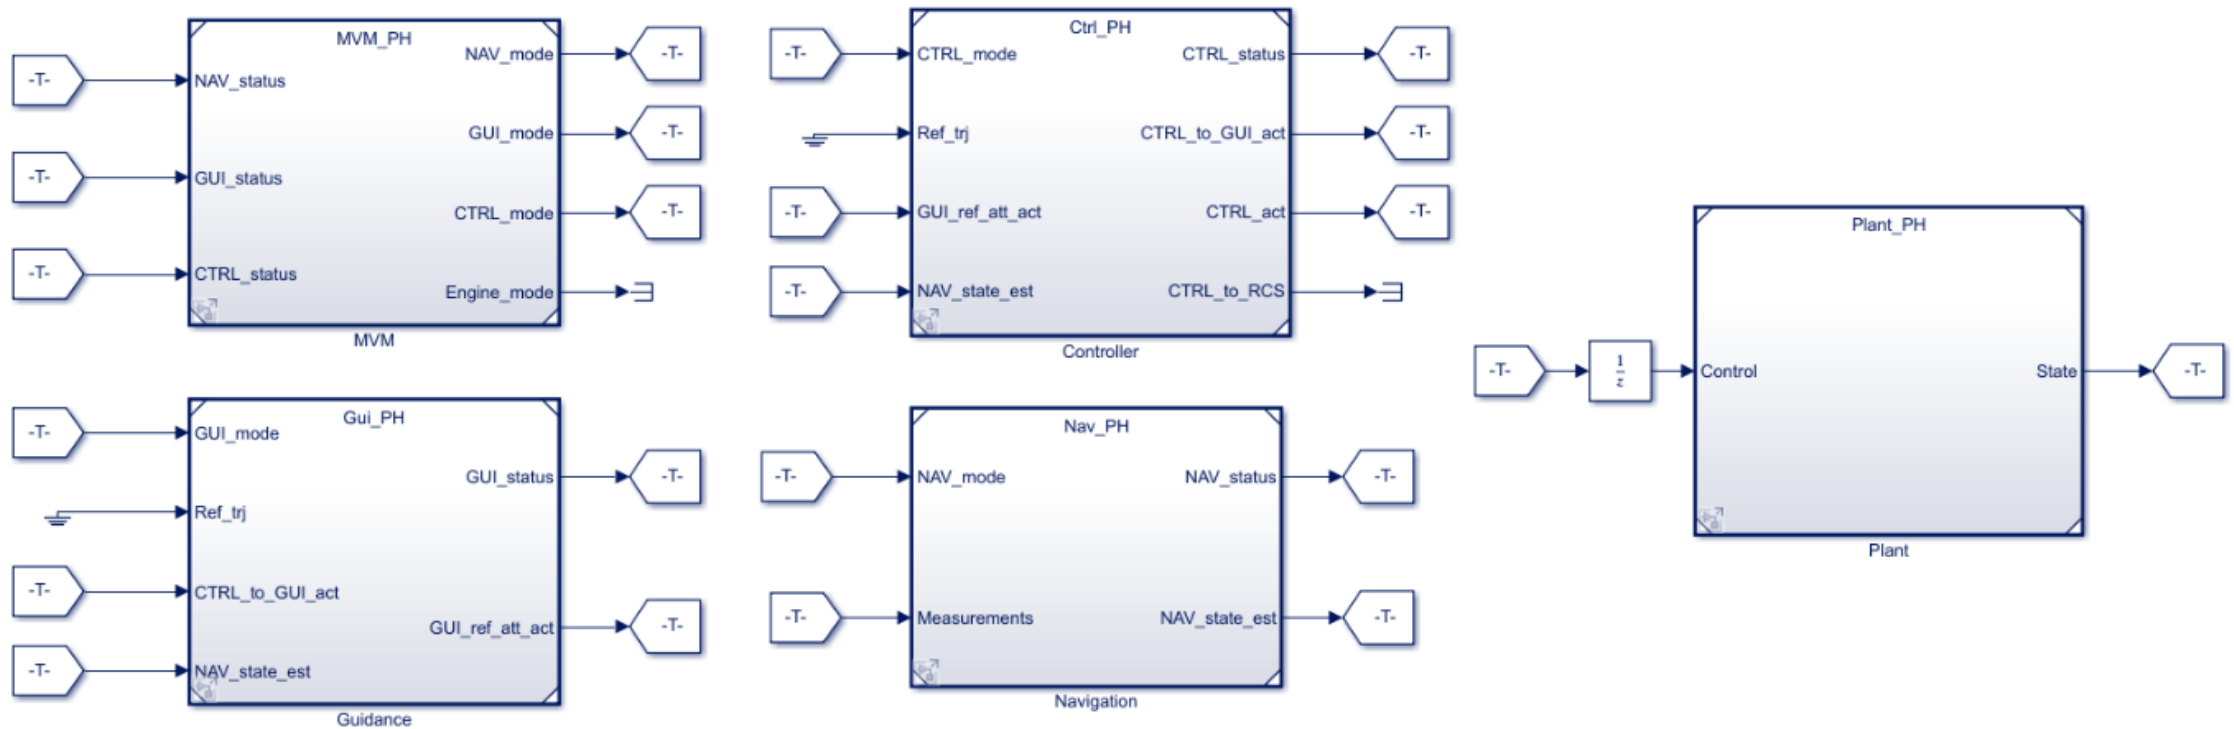 MVM_PH
-T-
NAV_status
-T-
GUI_status
-T-
CTRL_status
NAV_mode
-T-
GUI_mode
-T-
CTRL_mode
-T-
Engine_mode
MVM
Ctrl_PH
-T-
CTRL_mode
Ref_trj
-T-
GUI_ref_att_act
-T-
NAV_state_est
CTRL_status
-T-
CTRL_to_GUI_act
-T-
CTRL_act
-T-
CTRL_to_RCS
Controller
Gui_PH
-T-
GUI_mode
Ref_trj
-T-
CTRL_to_GUI_act
-T-
NAV_state_est
GUI_status
-T-
GUI_ref_att_act
-T-
Guidance
Nav_PH
-T-
NAV_mode
-T-
Measurements
NAV_status
-T-
NAV_state_est
-T-
Navigation
Plant_PH
-T-
1
z
Control
State
-T-
Plant